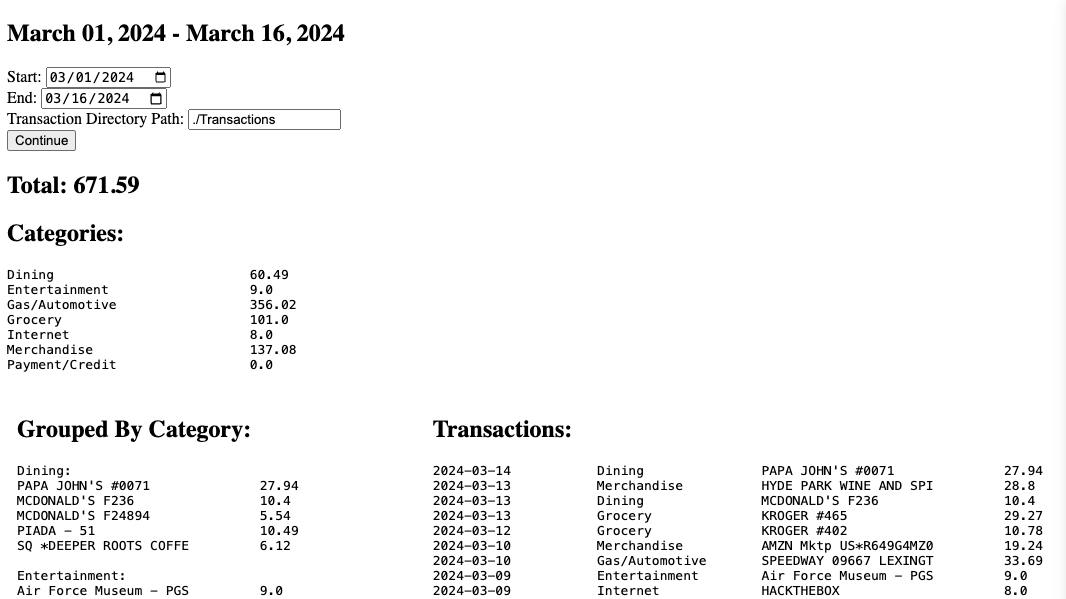 March 01, 2024 - March 16, 2024
Start: 03/01/2024
End: 03/16/2024
Transaction Directory Path: ./Transactions
Continue
Total: 671.59
Categories:
Dining 60.49
Entertainment 9.0
Gas/Automotive 356.02
Grocery 101.0
Internet 8.0
Merchandise 137.08
Payment/Credit 0.0
Grouped By Category:
Dining:
PAPA JOHN'S #0071 27.94
MCDONALD'S F236 10.4
MCDONALD'S F24894 5.54
PIADA – 51 10.49
SQ *DEEPER ROOTS COFFE 6.12
Entertainment:
Air Force Museum – PGS 9.0
Transactions:
2024-03-14 Dining PAPA JOHN'S #0071 27.94
2024-03-13 Merchandise HYDE PARK WINE AND SPI 28.8
2024-03-13 Dining MCDONALD'S F236 10.4
2024-03-13 Grocery KROGER #465 29.27
2024-03-12 Grocery KROGER #402 10.78
2024-03-10 Merchandise AMZN Mktp US*R649G4MZ0 19.24
2024-03-10 Gas/Automotive SPEEDWAY 09667 LEXINGT 33.69
2024-03-09 Entertainment Air Force Museum – PGS 9.0
2024-03-09 Internet HACKTHEBOX 8.0